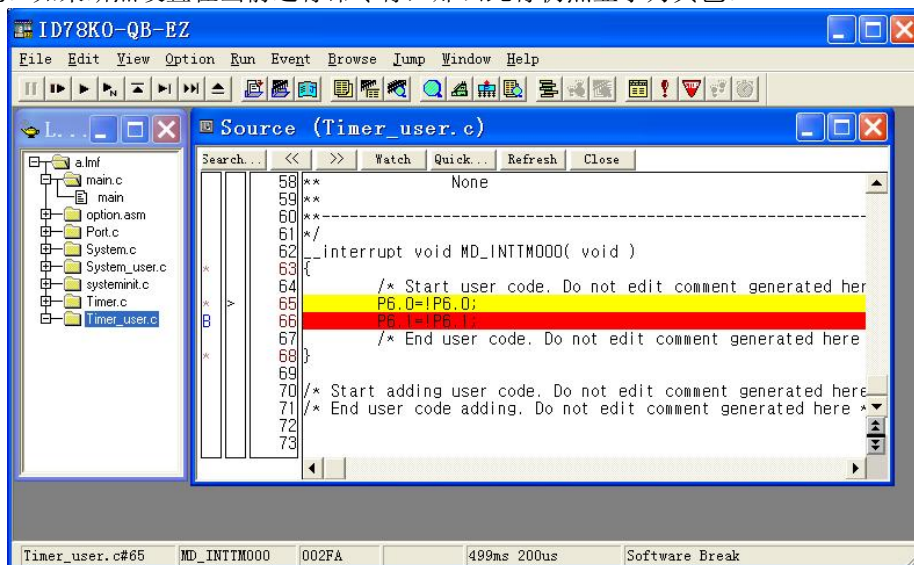 ID78K0-QB-EZ
File Edit View Option Run Event Browse Jump Window Help
L...
a.lmf
main.c
main
option.asm
Port.c
System.c
System_user.c
systeminit.c
Timer.c
Timer_user.c
Source (Timer_user.c)
Search... << >> Watch Quick... Refresh Close
58 ** None
59 **
60 **----------------------------------------------------------------------
61 */
62 __interrupt void MD_INTTM000( void )
* 63 {
64 /* Start user code. Do not edit comment generated her
* > 65 P6.0=!P6.0;
B 66 P6.1=!P6.1;
67 /* End user code. Do not edit comment generated here
* 68 }
69
70 /* Start adding user code. Do not edit comment generated here
71 /* End user code adding. Do not edit comment generated here *
72
73
Timer_user.c#65 MD_INTTM000 002FA 499ms 200us Software Break